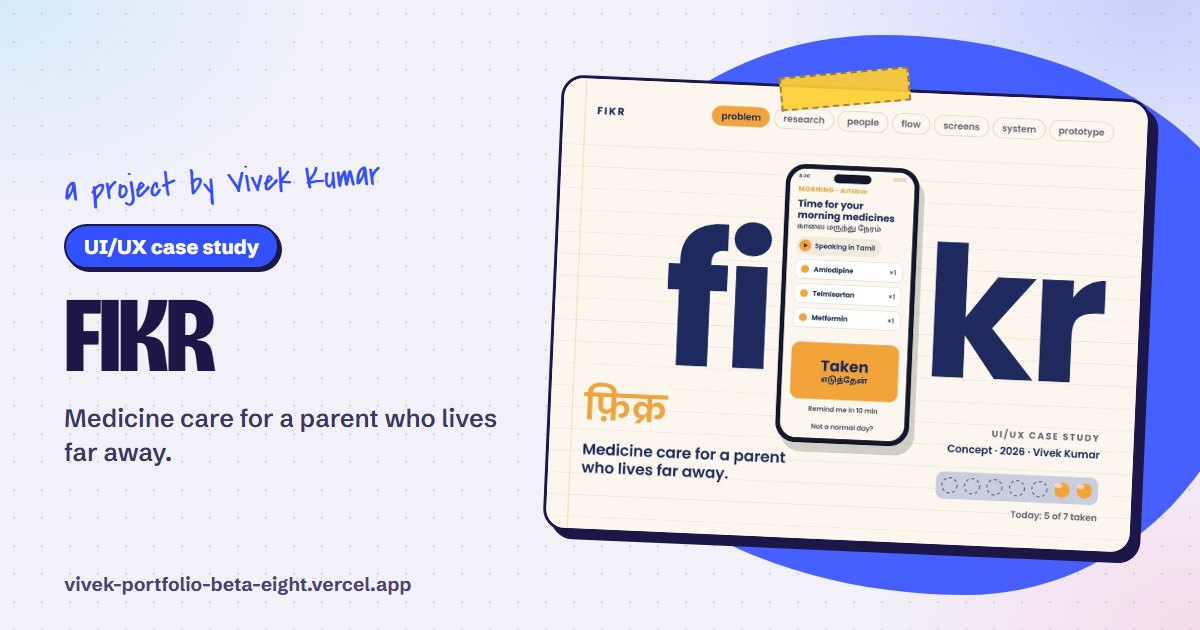 a project by Vivek Kumar
UI/UX case study
FIKR
Medicine care for a parent who lives
far away.
vivek-portfolio-beta-eight.vercel.app
FIKR
problem
research
people
flow
screens
system
prototype
fi
kr
6:30
MORNING · காலை
Time for your
morning medicines
காலை மருந்து நேரம்
Speaking in Tamil
Amlodipine ×1
Telmisartan ×1
Metformin ×1
Taken
எடுத்தேன்
Remind me in 10 min
Not a normal day?
फ़िक्र
Medicine care for a parent
who lives far away.
UI/UX CASE STUDY
Concept · 2026 · Vivek Kumar
Today: 5 of 7 taken